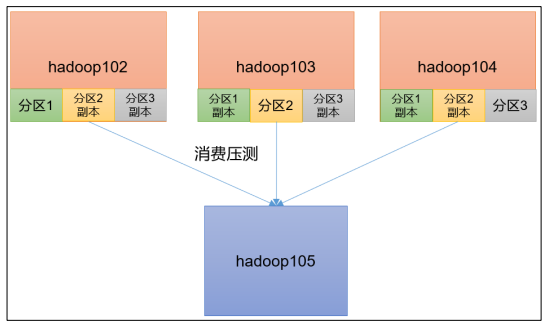 hadoop102
hadoop103
hadoop104
分区1
分区2
副本
分区3
副本
分区1
副本
分区2
分区3
副本
分区1
副本
分区2
副本
分区3
消费压测
hadoop105